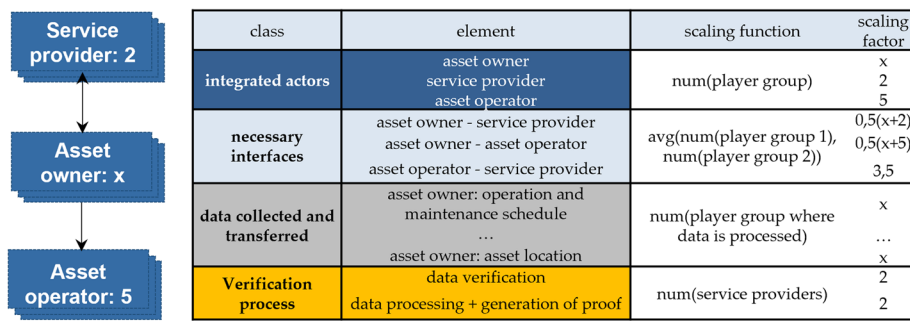 Service
provider: 2
Asset
owner: x
Asset
operator: 5
class
element
scaling function
scaling
factor
integrated actors
asset owner
service provider
asset operator
num(player group)
x
2
5
necessary
interfaces
asset owner - service provider
asset owner - asset operator
asset operator - service provider
avg(num(player group 1),
num(player group 2))
0,5(x+2)
0,5(x+5)
3,5
data collected and
transferred
asset owner: operation and
maintenance schedule
…
asset owner: asset location
num(player group where
data is processed)
x
…
x
Verification
process
data verification
data processing + generation of proof
num(service providers)
2
2